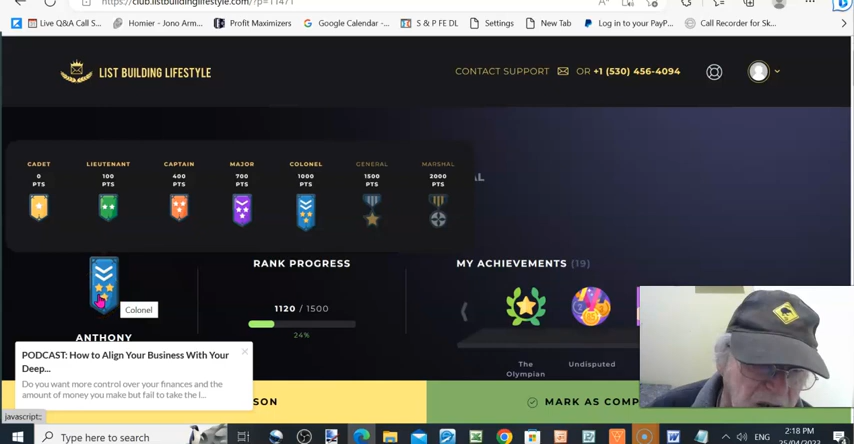 https://club.listbuildinglifestyle.com/?p=11471
Live Q&A Call S...
Homier - Jono Arm...
Profit Maximizers
Google Calendar -...
S & P FE DL
Settings
New Tab
Log in to your PayP...
Call Recorder for Sk...
LIST BUILDING LIFESTYLE
CONTACT SUPPORT OR +1 (530) 456-4094
CADET LIEUTENANT CAPTAIN MAJOR COLONEL GENERAL MARSHAL
0 100 400 700 1000 1500 2000
PTS PTS PTS PTS PTS PTS PTS
AL
RANK PROGRESS
MY ACHIEVEMENTS (19)
1120 / 1500
24%
Colonel
ANTHONY
The
Olympian
Undisputed
PODCAST: How to Align Your Business With Your
Deep...
Do you want more control over your finances and the
amount of money you make but fail to take the l...
SON
MARK AS COMP
javascript:;
Type here to search
ENG
2:18 PM
25/04/2023